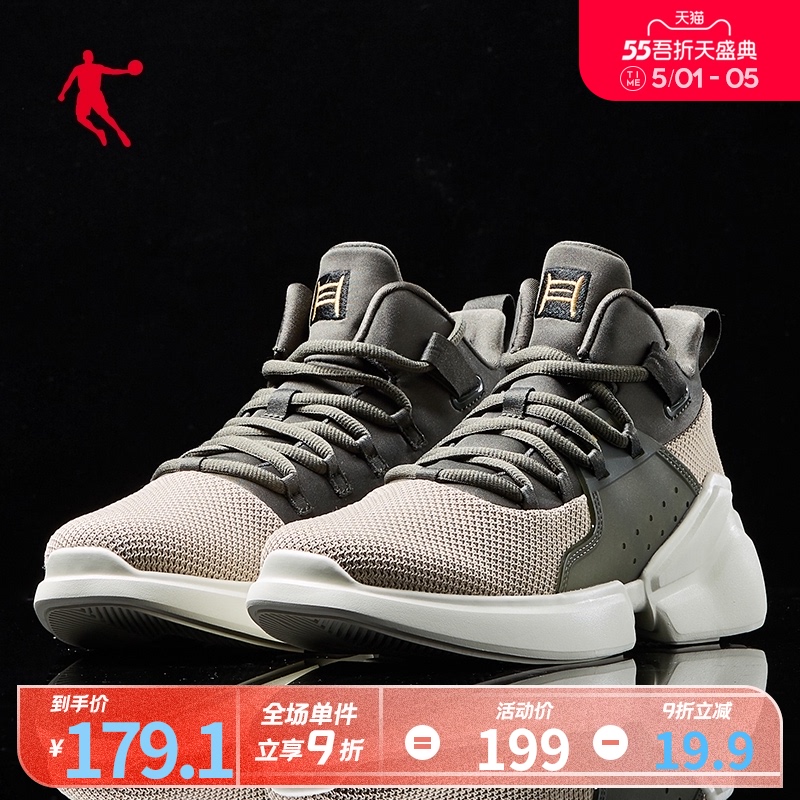 天猫
55吾折天盛典
TIME 5/01-05
到手价
¥179.1
全场单件
立享9折
=
活动价
199
-
9折立减
19.9